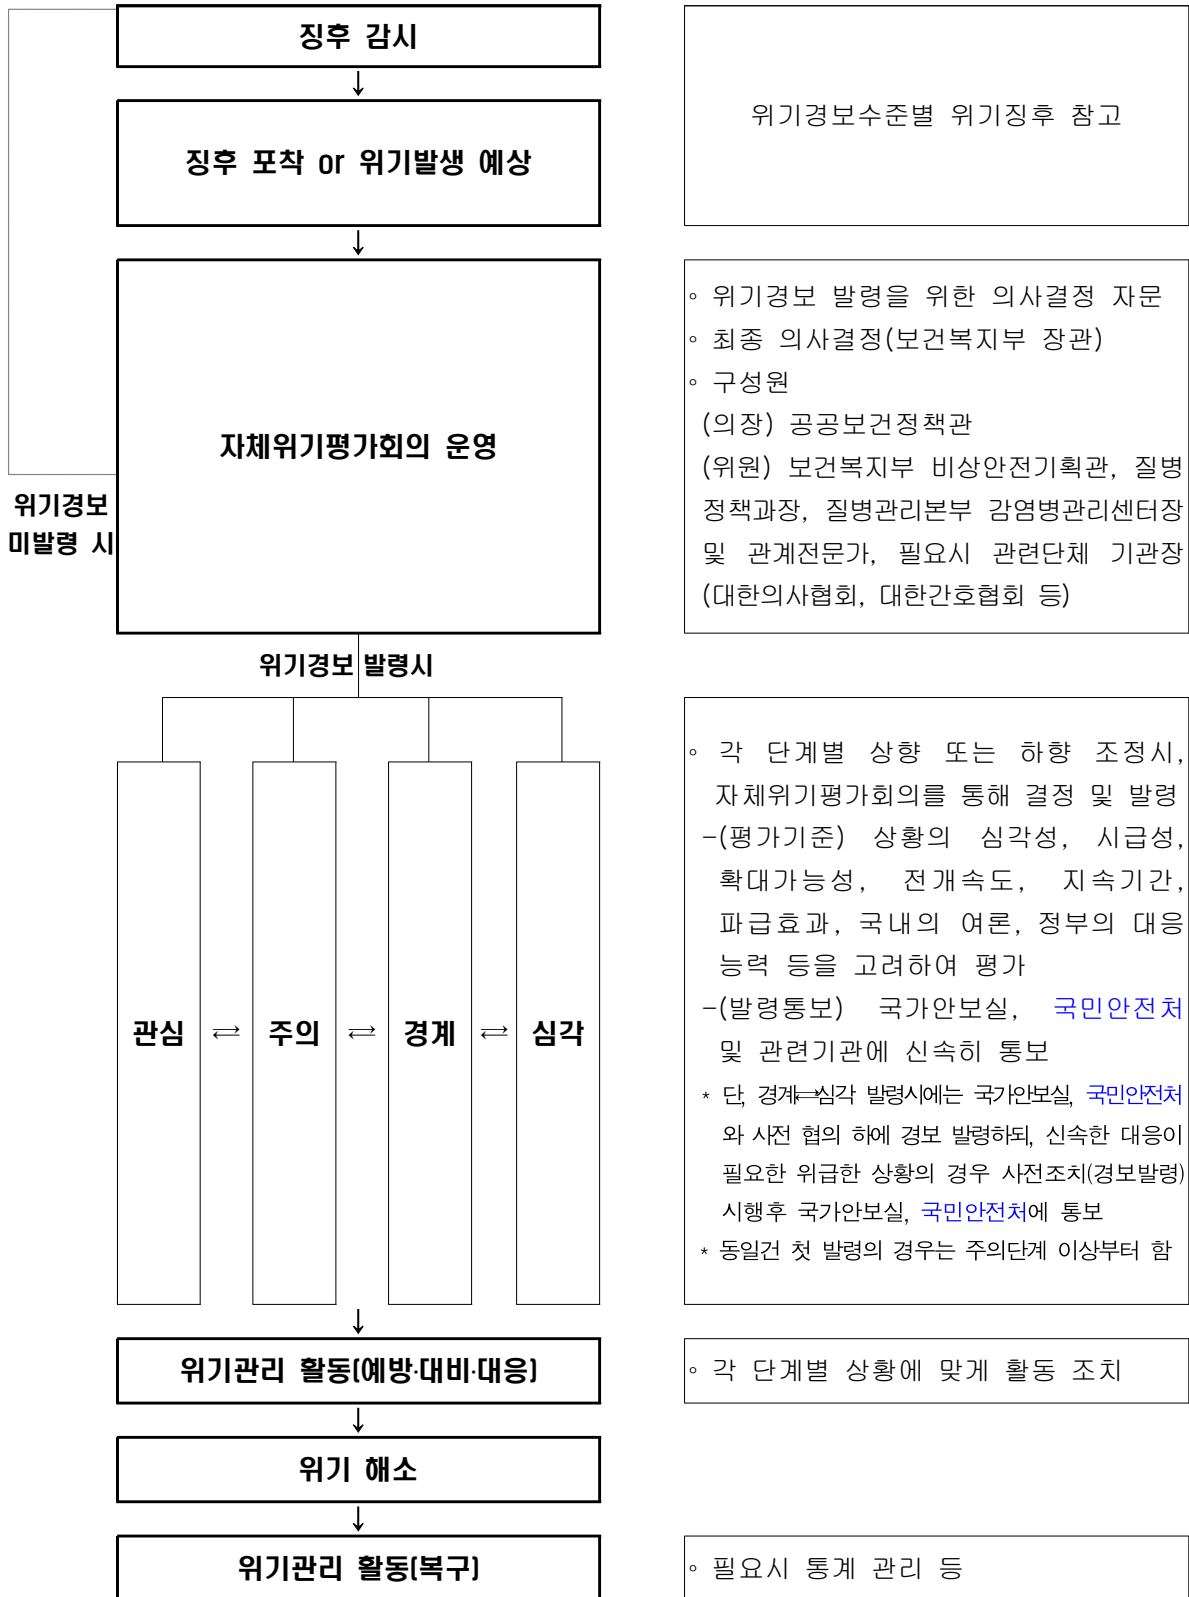 징후 감시
↓
징후 포착 or 위기발생 예상
위기경보수준별 위기징후 참고
↓
자체위기평가회의 운영
위기경보
미발령 시
◦ 위기경보 발령을 위한 의사결정 자문
◦ 최종 의사결정(보건복지부 장관)
◦ 구성원
(의장) 공공보건정책관
(위원) 보건복지부 비상안전기획관, 질병
정책과장, 질병관리본부 감염병관리센터장
및 관계전문가, 필요시 관련단체 기관장
(대한의사협회, 대한간호협회 등)
위기경보 발령시
관심 ⇄ 주의 ⇄ 경계 ⇄ 심각
◦ 각 단계별 상향 또는 하향 조정시,
자체위기평가회의를 통해 결정 및 발령
-(평가기준) 상황의 심각성, 시급성,
확대가능성, 전개속도, 지속기간,
파급효과, 국내의 여론, 정부의 대응
능력 등을 고려하여 평가
-(발령통보) 국가안보실, 국민안전처
및 관련기관에 신속히 통보
* 단, 경계⇄심각 발령시에는 국가안보실, 국민안전처
와 사전 협의 하에 경보 발령하되, 신속한 대응이
필요한 위급한 상황의 경우 사전조치(경보발령)
시행후 국가안보실, 국민안전처에 통보
* 동일건 첫 발령의 경우는 주의단계 이상부터 함
↓
위기관리 활동(예방·대비·대응)
◦ 각 단계별 상황에 맞게 활동 조치
↓
위기 해소
↓
위기관리 활동(복구)
◦ 필요시 통계 관리 등